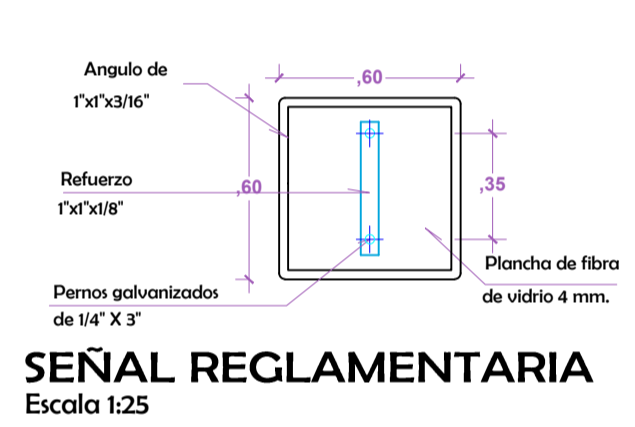 Angulo de
1"x1"x3/16"
,60
Refuerzo
1"x1"x1/8"
,60
,35
Pernos galvanizados
de 1/4" X 3"
Plancha de fibra
de vidrio 4 mm.
SEÑAL REGLAMENTARIA
Escala 1:25